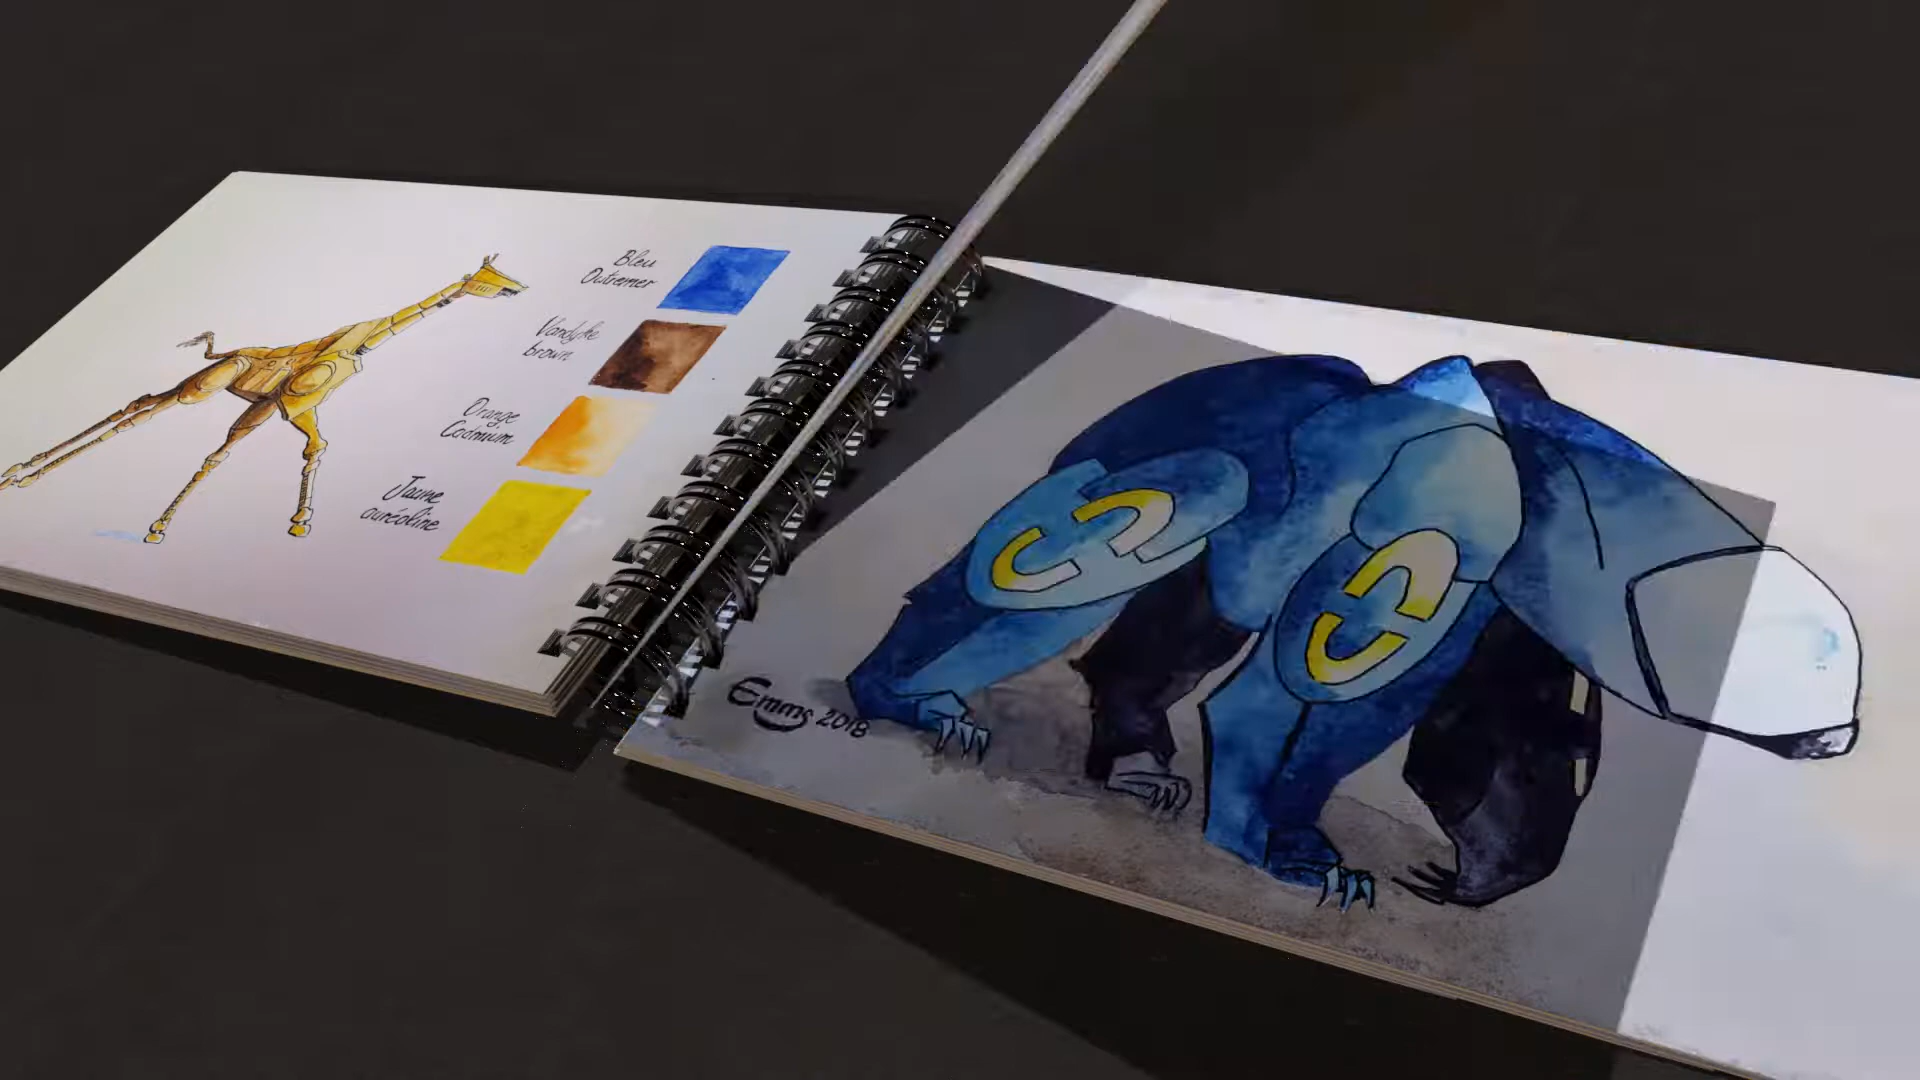 Bleu
Outremer
Vandyke
brown
Orange
Cadmium
Jaune
auréoline
Emms 2018